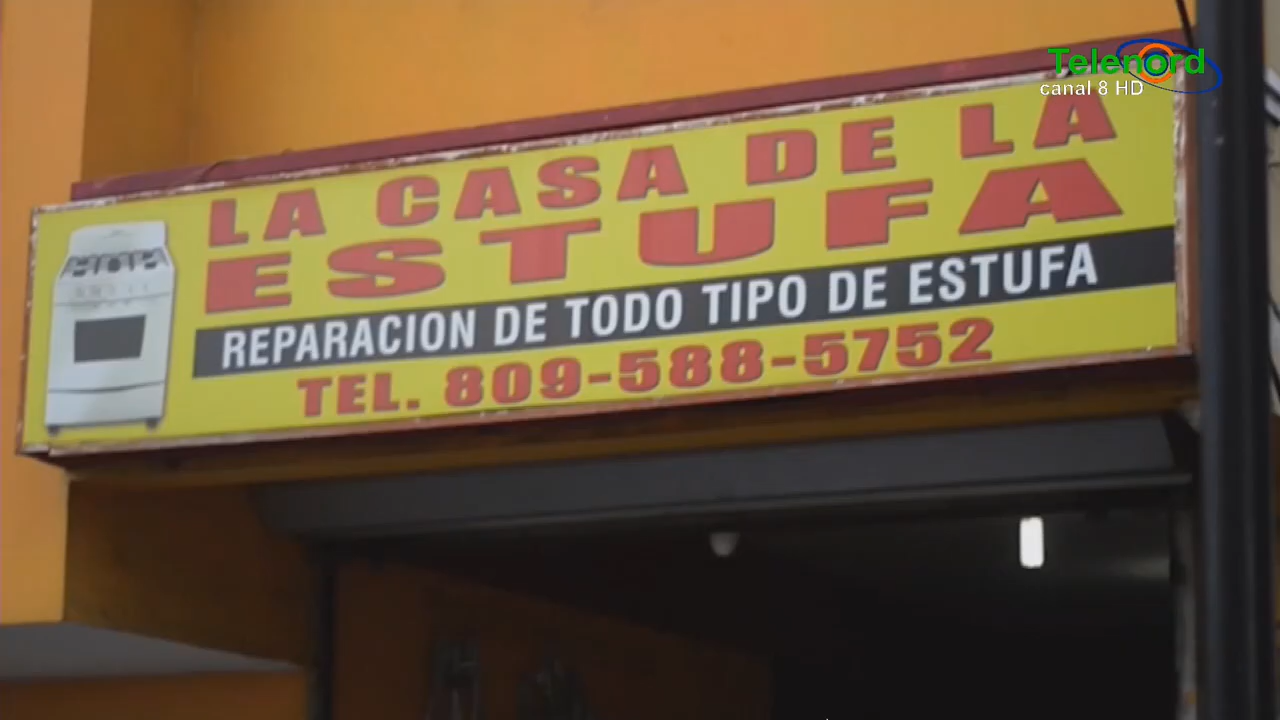 Telenord
canal 8 HD
LA CASA DE LA
ESTUFA
REPARACION DE TODO TIPO DE ESTUFA
TEL. 809-588-5752